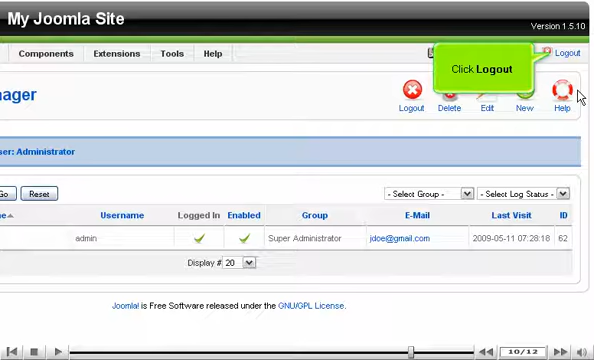 My Joomla Site
Version 1.5.10
Components Extensions Tools Help
Logout
Click Logout
nager
Logout Delete Edit New Help
ser: Administrator
Go Reset
- Select Group - - Select Log Status -
me Username Logged In Enabled Group E-Mail Last Visit ID
admin Super Administrator jdoe@gmail.com 2009-05-11 07:28:18 62
Display # 20
Joomla! is Free Software released under the GNU/GPL License.
10/12